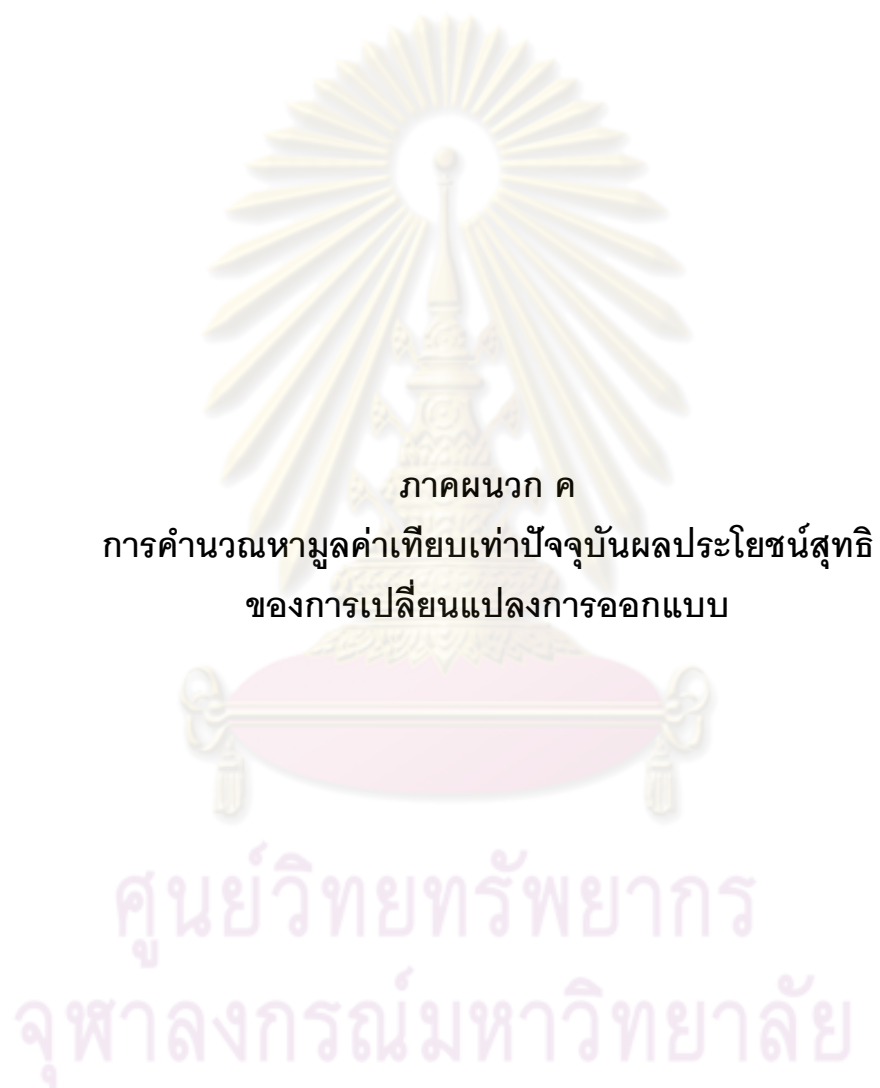 ภาคผนวก ค
การคำนวณหามูลค่าเทียบเท่าปัจจุบันผลประโยชน์สุทธิ
ของการเปลี่ยนแปลงการออกแบบ
ศูนย์วิทยทรัพยากร
จุฬาลงกรณ์มหาวิทยาลัย